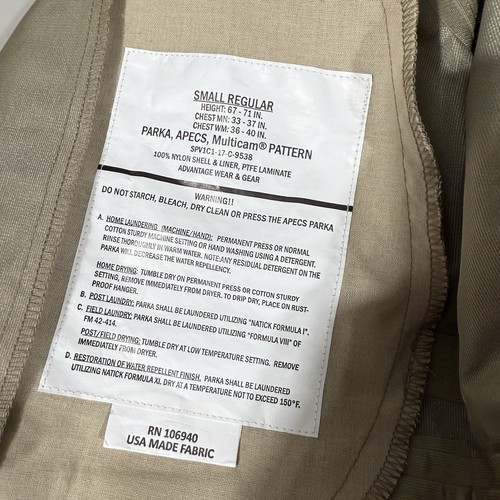 SMALL REGULAR
HEIGHT: 67 - 71 IN.
CHEST MN: 33 - 37 IN.
CHEST WM: 36 - 40 IN.
PARKA, APECS, Multicam® PATTERN
SPV1C1-17-C-9538
100% NYLON SHELL & LINER, PTFE LAMINATE
ADVANTAGE WEAR & GEAR
WARNING!!
DO NOT STARCH, BLEACH, DRY CLEAN OR PRESS THE APECS PARKA
A. HOME LAUNDERING (MACHINE/HAND): PERMANENT PRESS OR NORMAL
COTTON STURDY MACHINE SETTING OR HAND WASHING USING A DETERGENT.
RINSE THOROUGHLY IN WARM WATER. NOTE:ANY RESIDUAL DETERGENT ON THE
PARKA WILL DECREASE THE WATER REPELLENCY.
HOME DRYING: TUMBLE DRY ON PERMANENT PRESS OR COTTON STURDY
SETTING, REMOVE IMMEDIATELY FROM DRYER. TO DRIP DRY, PLACE ON RUST-
PROOF HANGER.
B. POST LAUNDRY: PARKA SHALL BE LAUNDERED UTILIZING "NATICK FORMULA I".
C. FIELD LAUNDRY: PARKA SHALL BE LAUNDERED UTILIZING "FORMULA VIII" OF
FM 42-414.
POST/FIELD DRYING: TUMBLE DRY AT LOW TEMPERATURE SETTING. REMOVE
IMMEDIATELY FROM DRYER.
D. RESTORATION OF WATER REPELLENT FINISH, PARKA SHALL BE LAUNDERED
UTILIZING NATICK FORMULA XI. DRY AT A TEMPERATURE NOT TO EXCEED 150°F.
RN 106940
USA MADE FABRIC